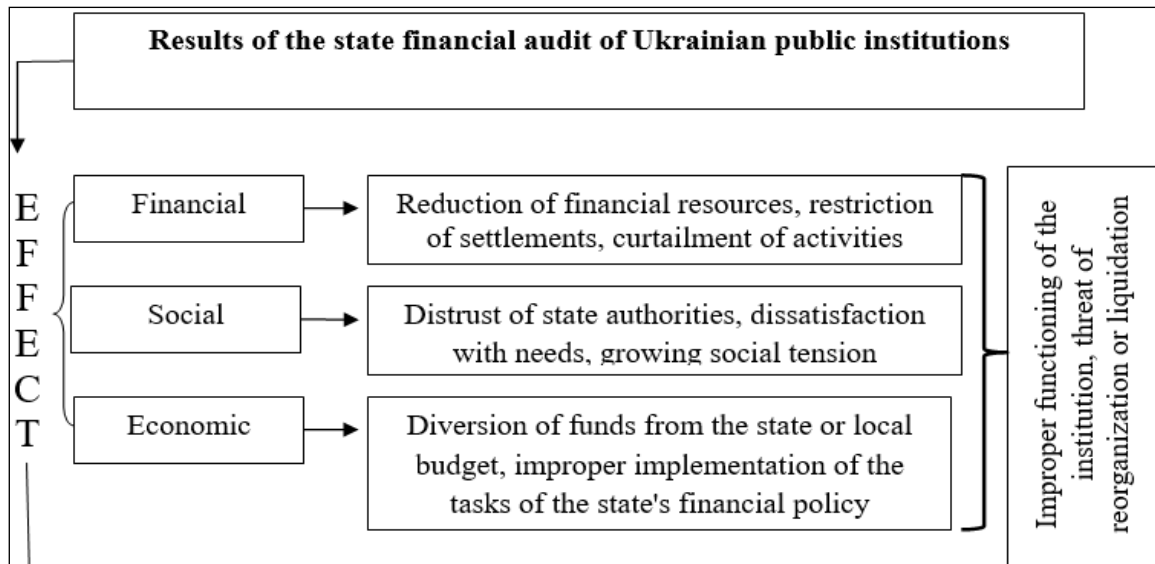 Results of the state financial audit of Ukrainian public institutions
EFFECT
Financial
Reduction of financial resources, restriction
of settlements, curtailment of activities
Social
Distrust of state authorities, dissatisfaction
with needs, growing social tension
Economic
Diversion of funds from the state or local
budget, improper implementation of the
tasks of the state's financial policy
Improper functioning of the
institution, threat of
reorganization or liquidation